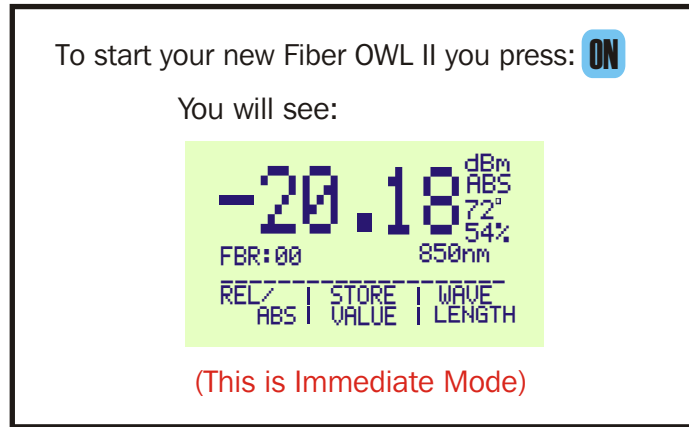 To start your new Fiber OWL II you press: ON
You will see:
-20.18 dBm
ABS
72°
54%
FBR:00 850nm
REL/ | STORE | WAVE
ABS | VALUE | LENGTH
(This is Immediate Mode)